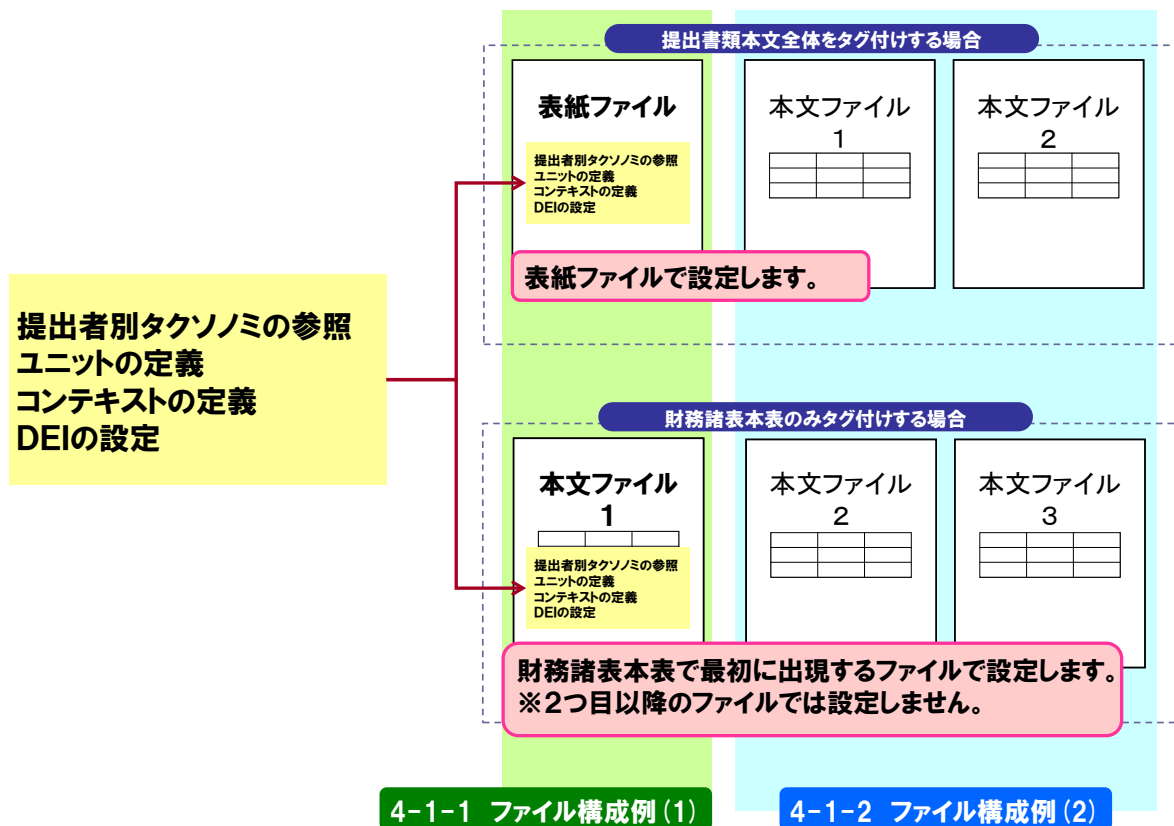 提出書類本文全体をタグ付けする場合
表紙ファイル
提出者別タクソノミの参照
ユニットの定義
コンテキストの定義
DEIの設定
本文ファイル
1
本文ファイル
2
表紙ファイルで設定します。
提出者別タクソノミの参照
ユニットの定義
コンテキストの定義
DEIの設定
財務諸表本表のみタグ付けする場合
本文ファイル
1
提出者別タクソノミの参照
ユニットの定義
コンテキストの定義
DEIの設定
本文ファイル
2
本文ファイル
3
財務諸表本表で最初に出現するファイルで設定します。
※2つ目以降のファイルでは設定しません。
4-1-1 ファイル構成例(1)
4-1-2 ファイル構成例(2)